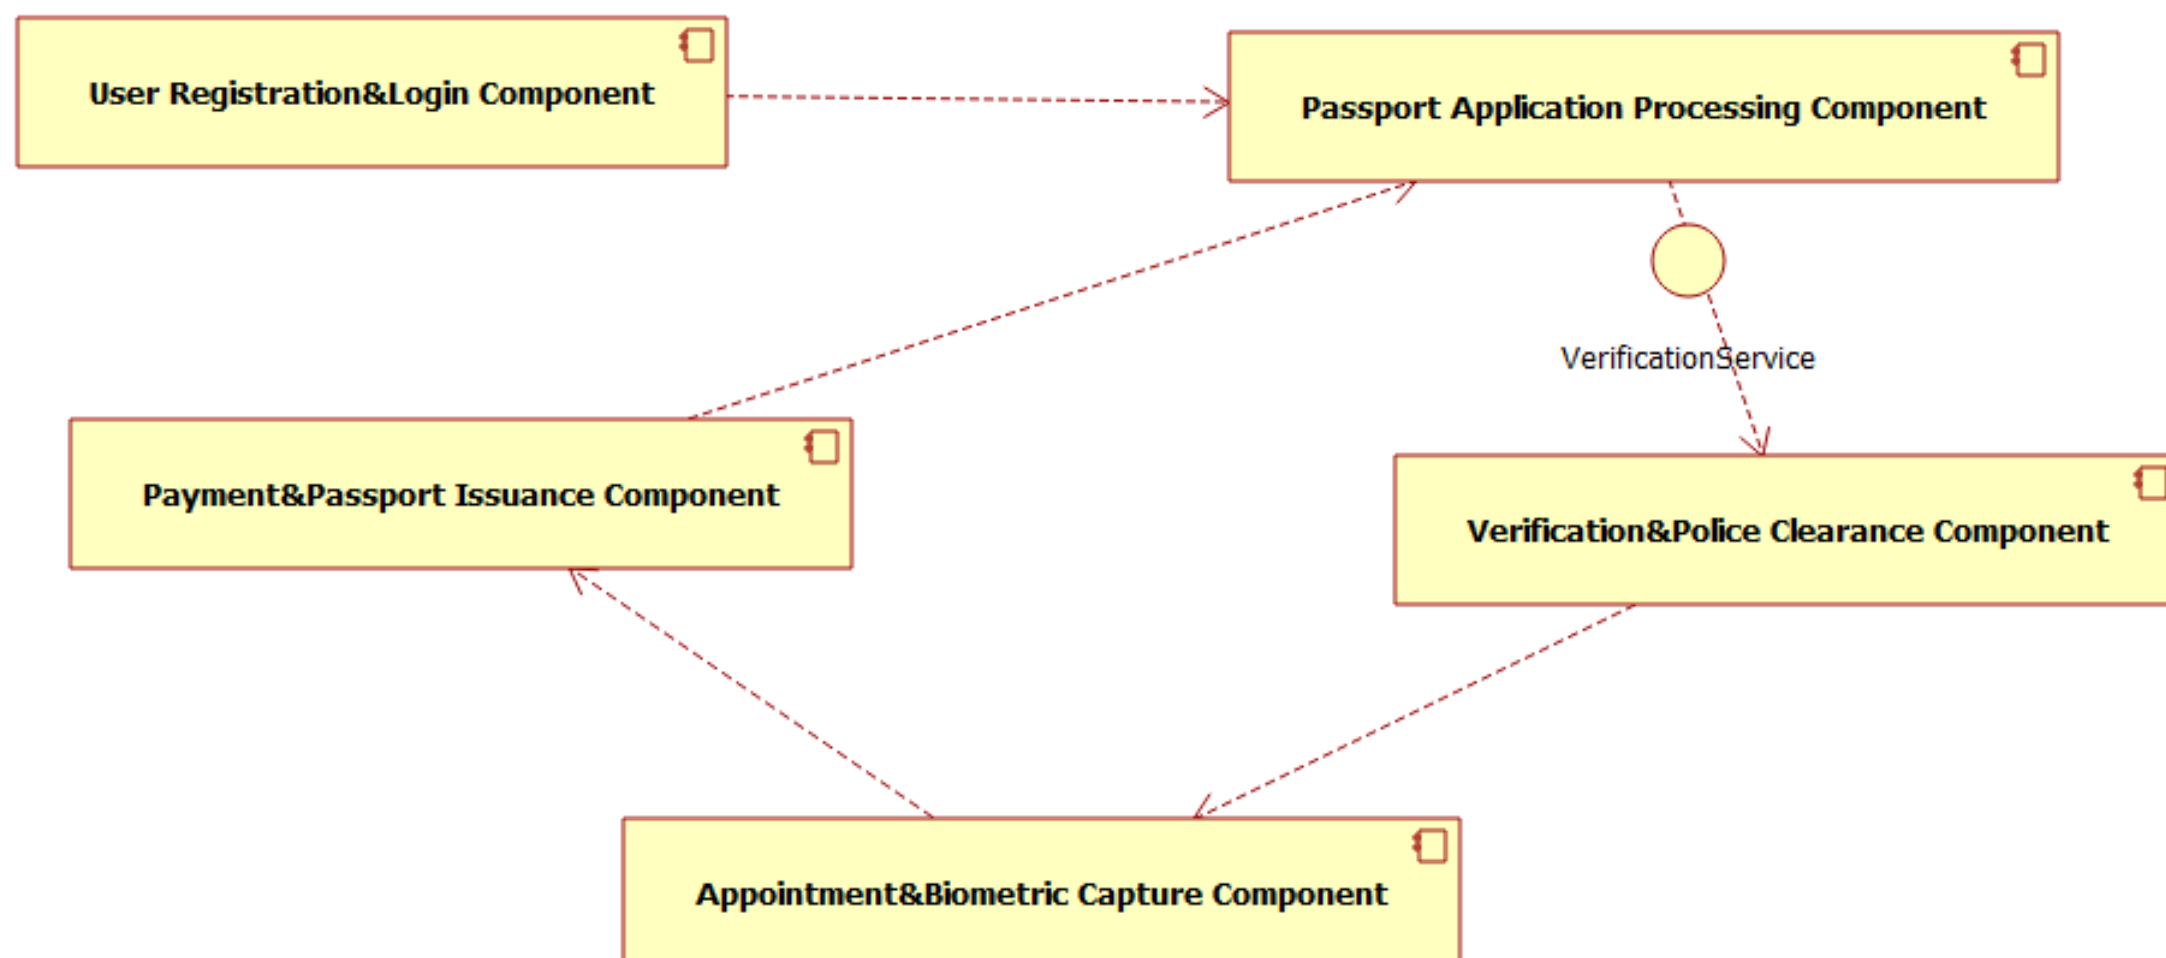 User Registration&Login Component
Passport Application Processing Component
VerificationService
Payment&Passport Issuance Component
Verification&Police Clearance Component
Appointment&Biometric Capture Component